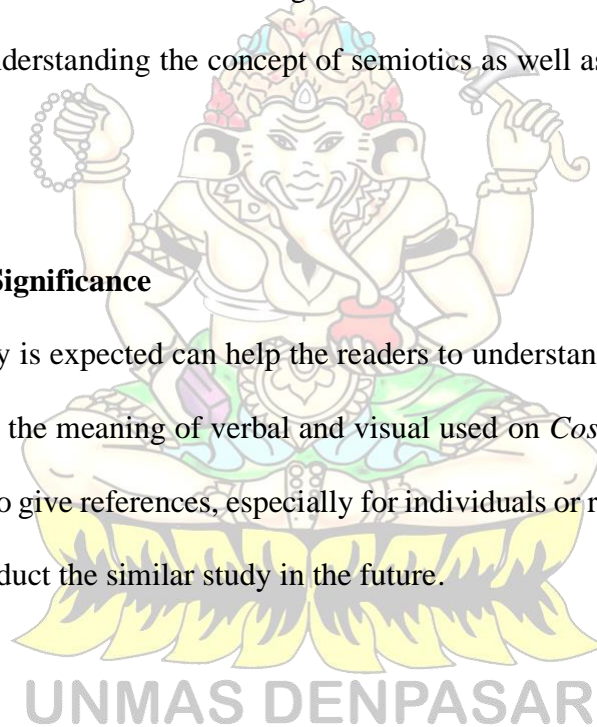 nderstanding the concept of semiotics as well as
Significance
y is expected can help the readers to understan
the meaning of verbal and visual used on Cos
o give references, especially for individuals or r
duct the similar study in the future.
UNMAS DENPASAR